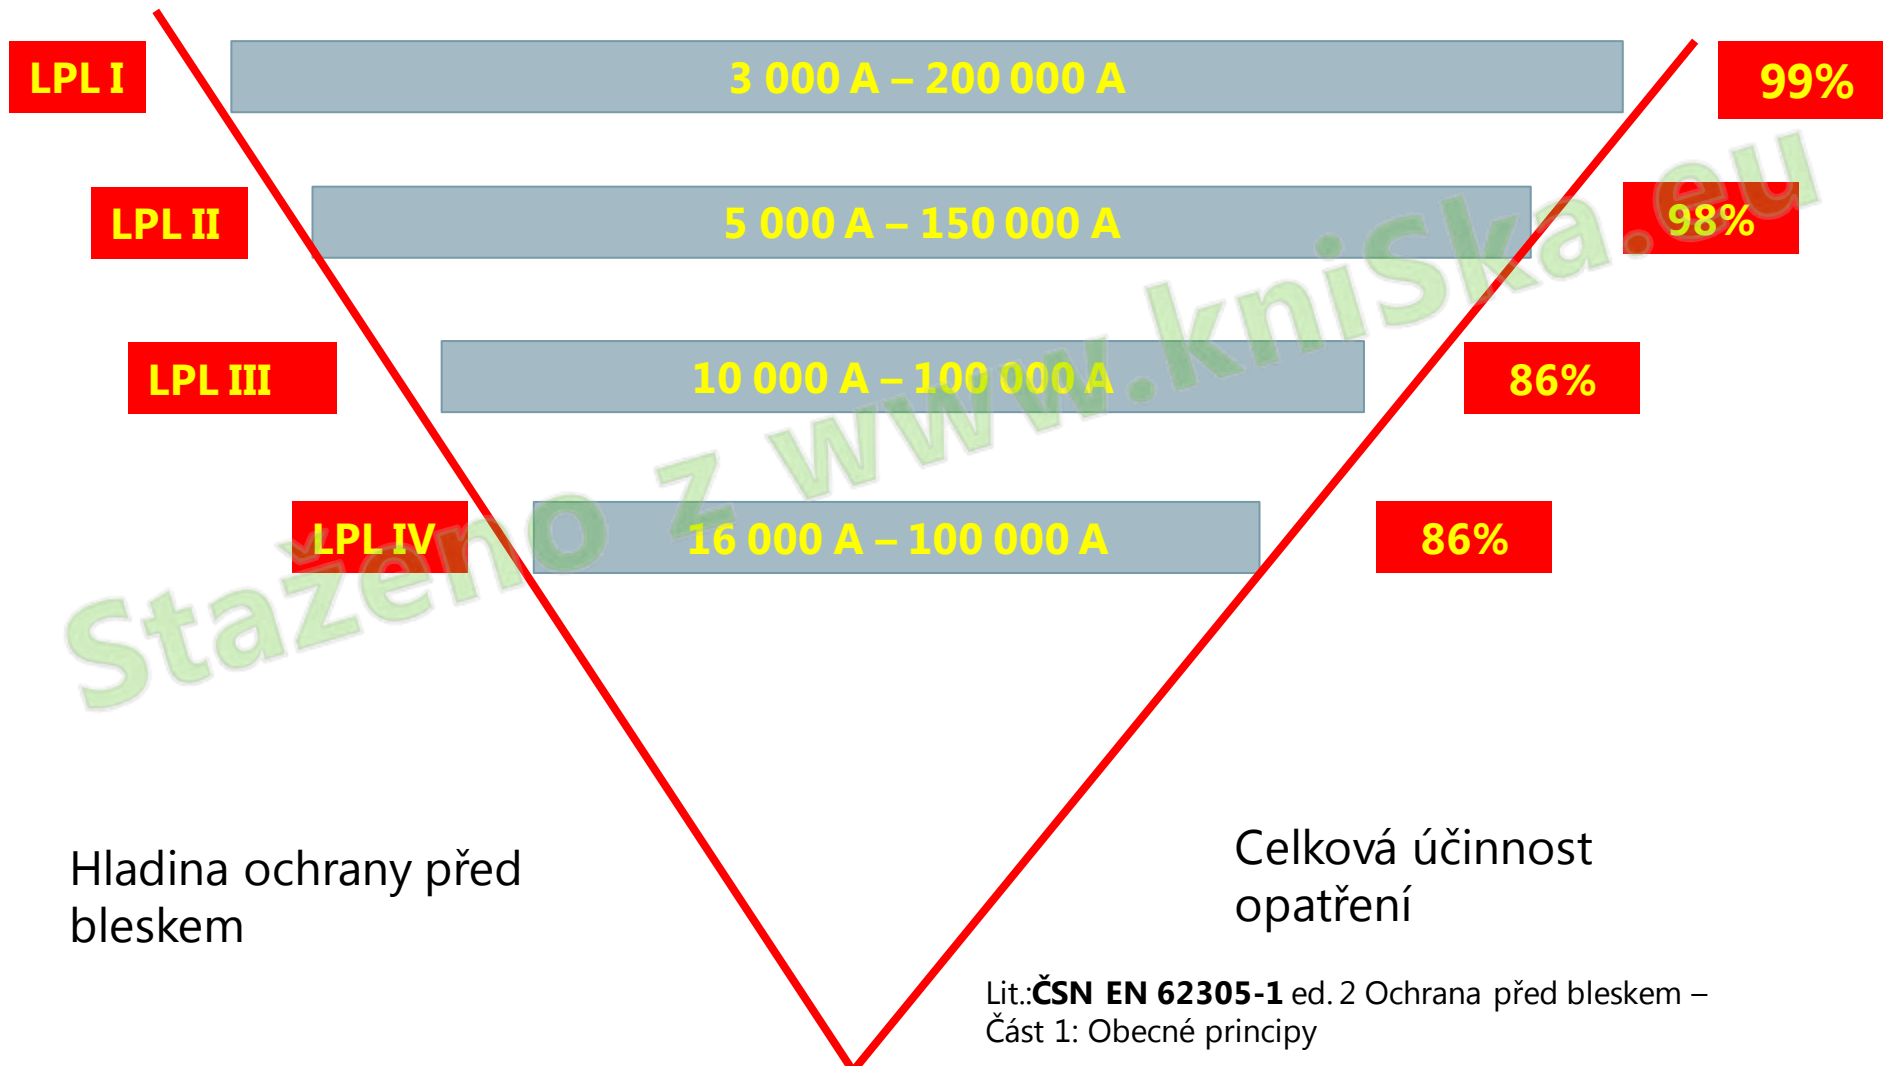 LPL I 3 000 A – 200 000 A 99%
LPL II 5 000 A – 150 000 A 98%
LPL III 10 000 A – 100 000 A 86%
LPL IV 16 000 A – 100 000 A 86%
Staženo z www.kniSka.eu
Hladina ochrany před
bleskem
Celková účinnost
opatření
Lit.:ČSN EN 62305-1 ed. 2 Ochrana před bleskem –
Část 1: Obecné principy